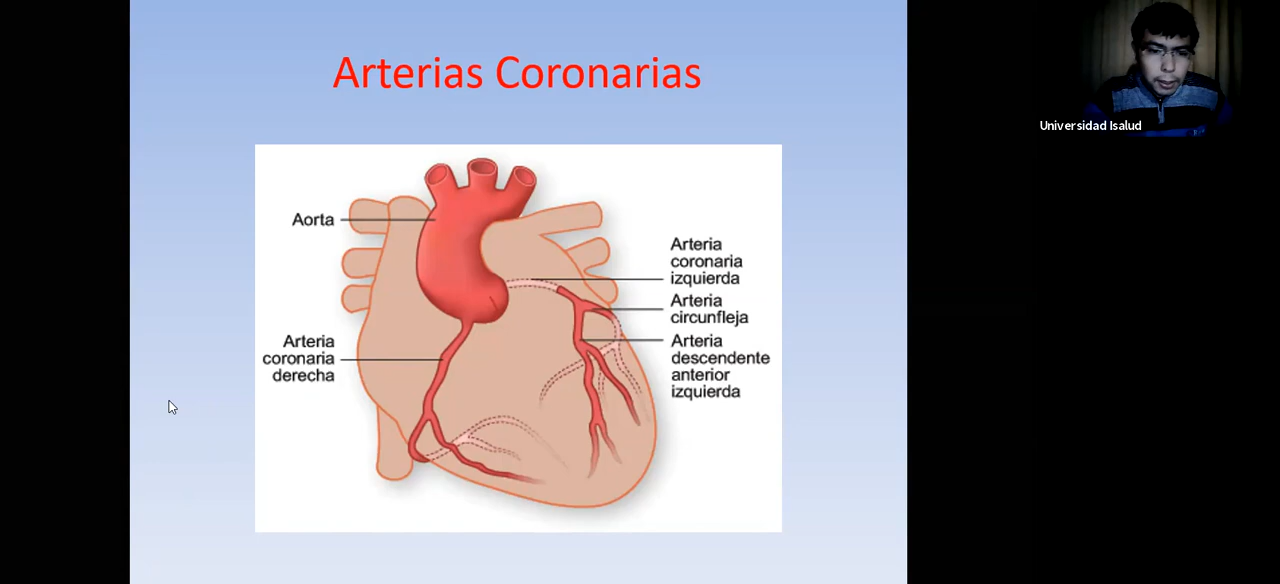 Arterias Coronarias
Universidad Isalud
Aorta
Arteria
coronaria
derecha
Arteria
coronaria
izquierda
Arteria
circunfleja
Arteria
descendente
anterior
izquierda